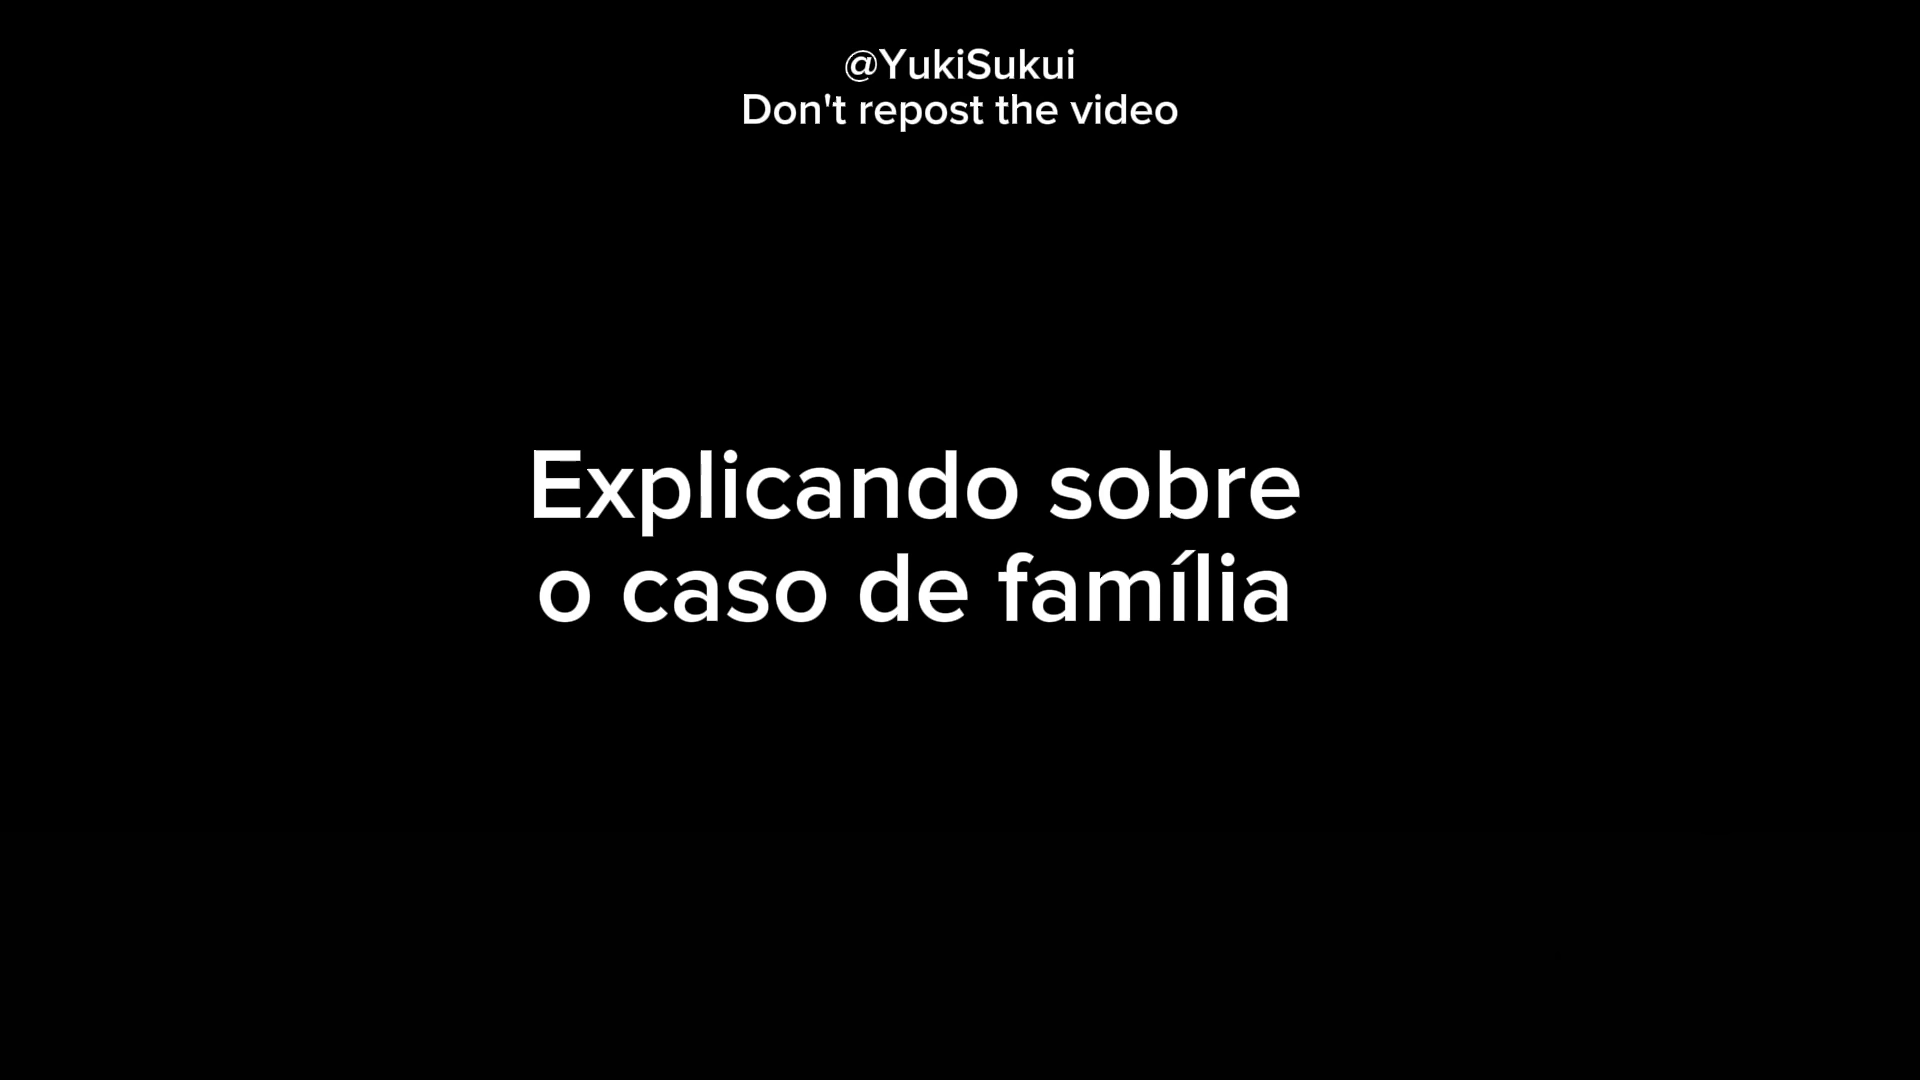 @YukiSukui
Don't repost the video
Explicando sobre
o caso de família